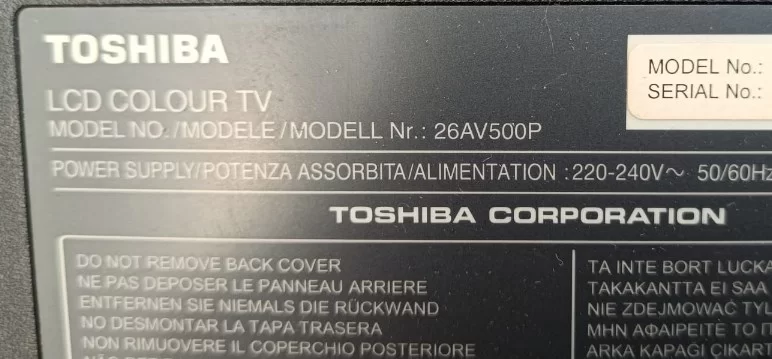 TOSHIBA
LCD COLOUR TV
MODEL NO./MODELE/MODELL Nr.: 26AV500P
MODEL No.:
SERIAL No.:
POWER SUPPLY/POTENZA ASSORBITA/ALIMENTATION :220-240V～ 50/60Hz
TOSHIBA CORPORATION
DO NOT REMOVE BACK COVER
NE PAS DEPOSER LE PANNEAU ARRIERE
ENTFERNEN SIE NIEMALS DIE RÜCKWAND
NO DESMONTAR LA TAPA TRASERA
NON RIMUOVERE IL COPERCHIO POSTERIORE
TA INTE BORT LUCKA
TAKAKANTTA EI SAA
NIE ZDEJMOWAĆ TYL
ΜΗΝ ΑΦΑΙΡΕΙΤΕ ΤΟ Π
ARKA KAPAGI CIKART